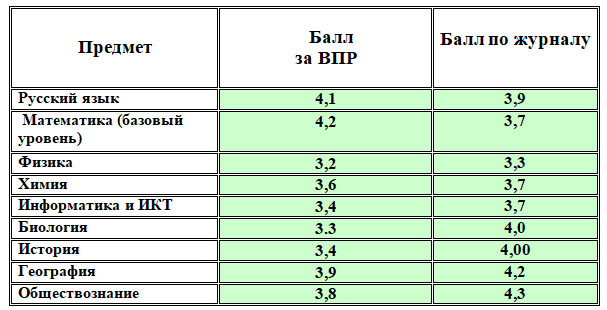 Предмет
Балл
за ВПР
Балл по журналу
Русский язык 4,1 3,9
Математика (базовый
уровень) 4,2 3,7
Физика 3,2 3,3
Химия 3,6 3,7
Информатика и ИКТ 3,4 3,7
Биология 3.3 4,0
История 3,4 4,00
География 3,9 4,2
Обществознание 3,8 4,3